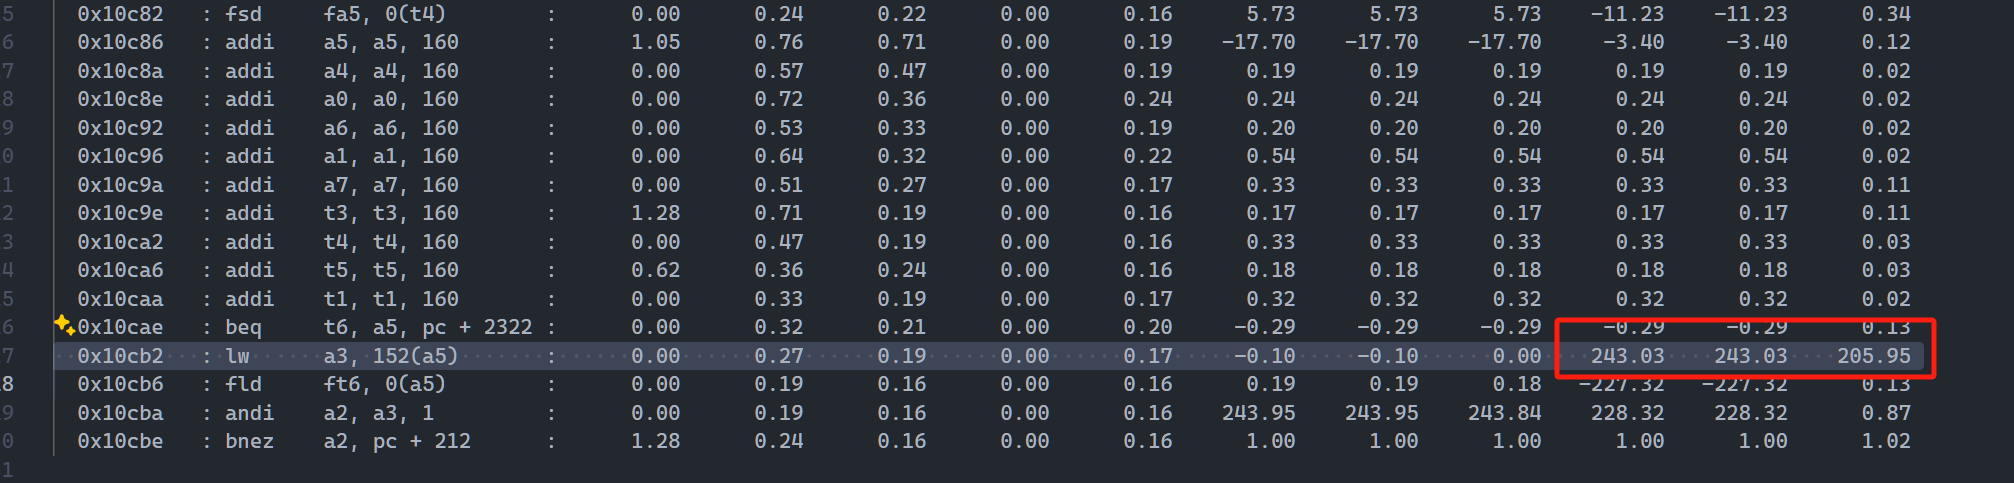 5 0x10c82 : fsd fa5, 0(t4) : 0.00 0.24 0.22 0.00 0.16 5.73 5.73 5.73 -11.23 -11.23 0.34
6 0x10c86 : addi a5, a5, 160 : 1.05 0.76 0.71 0.00 0.19 -17.70 -17.70 -17.70 -3.40 -3.40 0.12
7 0x10c8a : addi a4, a4, 160 : 0.00 0.57 0.47 0.00 0.19 0.19 0.19 0.19 0.19 0.19 0.02
8 0x10c8e : addi a0, a0, 160 : 0.00 0.72 0.36 0.00 0.24 0.24 0.24 0.24 0.24 0.24 0.02
9 0x10c92 : addi a6, a6, 160 : 0.00 0.53 0.33 0.00 0.19 0.20 0.20 0.20 0.20 0.20 0.02
0 0x10c96 : addi a1, a1, 160 : 0.00 0.64 0.32 0.00 0.22 0.54 0.54 0.54 0.54 0.54 0.02
1 0x10c9a : addi a7, a7, 160 : 0.00 0.51 0.27 0.00 0.17 0.33 0.33 0.33 0.33 0.33 0.11
2 0x10c9e : addi t3, t3, 160 : 1.28 0.71 0.19 0.00 0.16 0.17 0.17 0.17 0.17 0.17 0.11
3 0x10ca2 : addi t4, t4, 160 : 0.00 0.47 0.19 0.00 0.16 0.33 0.33 0.33 0.33 0.33 0.03
4 0x10ca6 : addi t5, t5, 160 : 0.62 0.36 0.24 0.00 0.16 0.18 0.18 0.18 0.18 0.18 0.03
5 0x10caa : addi t1, t1, 160 : 0.00 0.33 0.19 0.00 0.17 0.32 0.32 0.32 0.32 0.32 0.02
6 0x10cae : beq t6, a5, pc + 2322 : 0.00 0.32 0.21 0.00 0.20 -0.29 -0.29 -0.29 -0.29 -0.29 0.13
7 0x10cb2 : lw a3, 152(a5) : 0.00 0.27 0.19 0.00 0.17 -0.10 -0.10 0.00 243.03 243.03 205.95
8 0x10cb6 : fld ft6, 0(a5) : 0.00 0.19 0.16 0.00 0.16 0.19 0.19 0.18 -227.32 -227.32 0.13
9 0x10cba : andi a2, a3, 1 : 0.00 0.19 0.16 0.00 0.16 243.95 243.95 243.84 228.32 228.32 0.87
0 0x10cbe : bnez a2, pc + 212 : 1.28 0.24 0.16 0.00 0.16 1.00 1.00 1.00 1.00 1.00 1.02
1